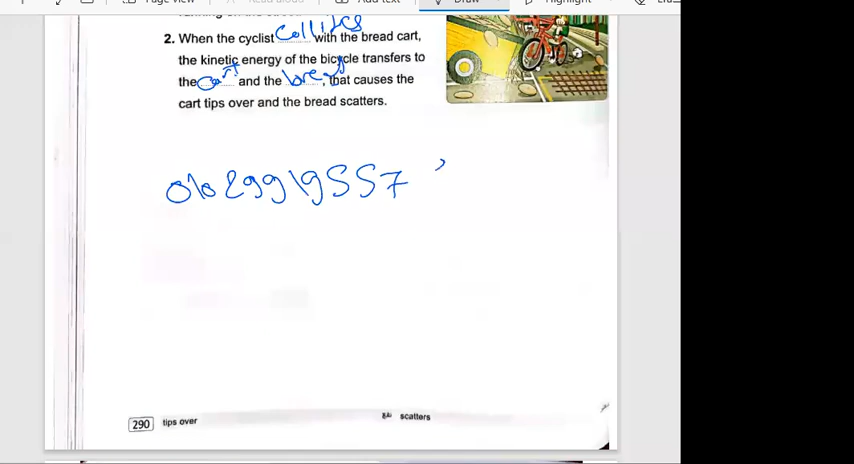 Page view
Read aloud
Add text
Draw
Highlight
2. When the cyclist Collides with the bread cart,
the kinetic energy of the bicycle transfers to
the Cart and the bread, that causes the
cart tips over and the bread scatters.
01029919557
290 tips over
scatters